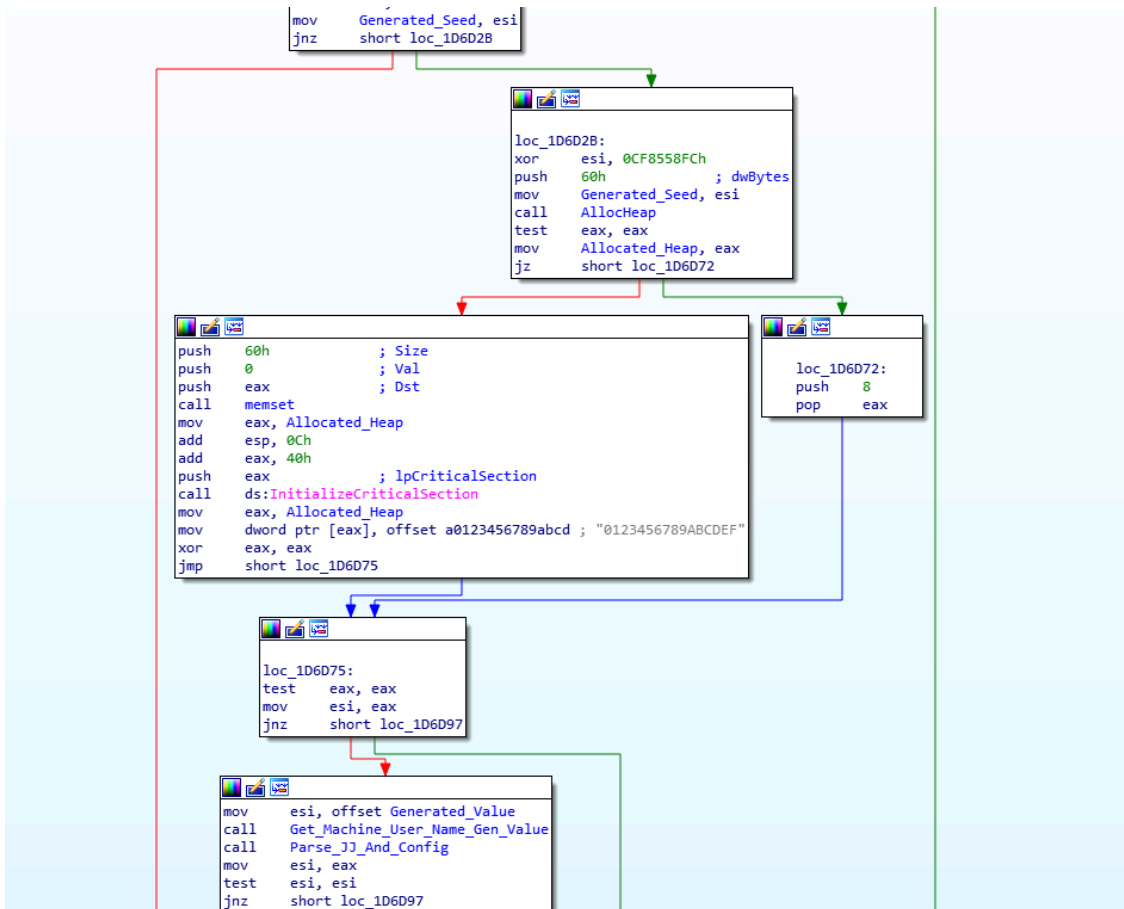 mov Generated_Seed, esi
jnz short loc_1D6D2B
loc_1D6D2B:
xor esi, 0CF8558FCh
push 60h ; dwBytes
mov Generated_Seed, esi
call AllocHeap
test eax, eax
mov Allocated_Heap, eax
jz short loc_1D6D72
push 60h ; Size
push 0 ; Val
push eax ; Dst
call memset
mov eax, Allocated_Heap
add esp, 0Ch
add eax, 40h
push eax ; lpCriticalSection
call ds:InitializeCriticalSection
mov eax, Allocated_Heap
mov dword ptr [eax], offset a0123456789abcd ; "0123456789ABCDEF"
xor eax, eax
jmp short loc_1D6D75
loc_1D6D72:
push 8
pop eax
loc_1D6D75:
test eax, eax
mov esi, eax
jnz short loc_1D6D97
mov esi, offset Generated_Value
call Get_Machine_User_Name_Gen_Value
call Parse_JJ_And_Config
mov esi, eax
test esi, esi
jnz short loc_1D6D97